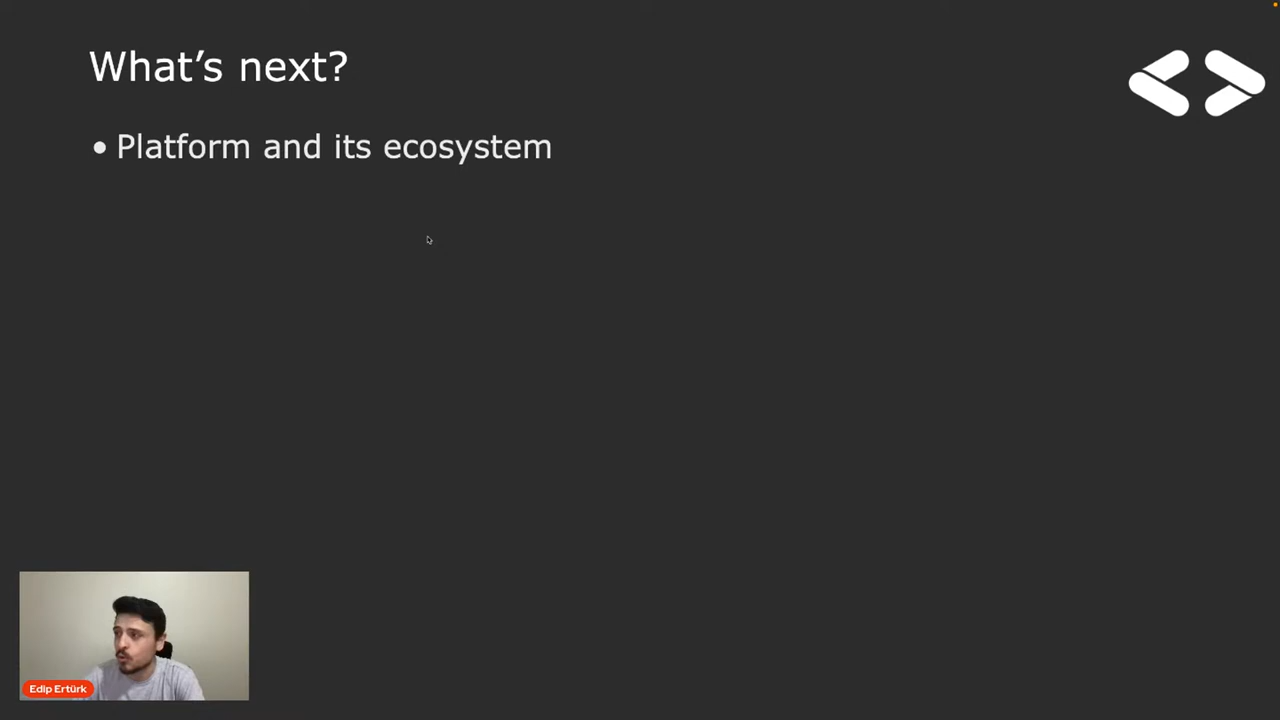 What’s next?
• Platform and its ecosystem
Edip Ertürk